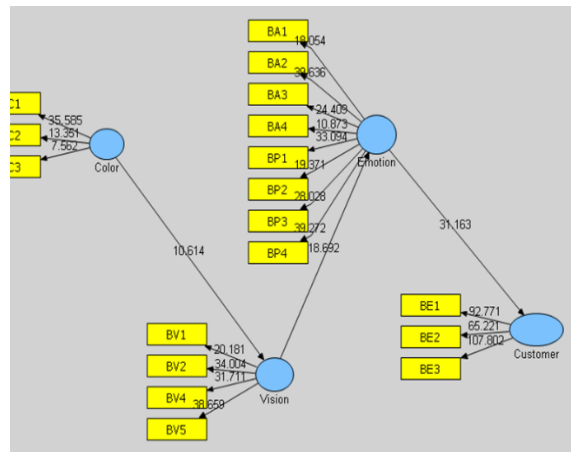 BA1
18.054
BA2
39.636
BA3
24.409
BA4
10.873
33.094
BP1
19.371
BP2
28.028
BP3
39.272
BP4
18.692
Emotion
C1
35.585
C2
13.351
C3
7.562
Color
10.614
31.163
BV1
20.181
BV2
34.004
31.711
BV4
38.659
BV5
Vision
BE1
92.771
BE2
65.221
107.802
BE3
Customer